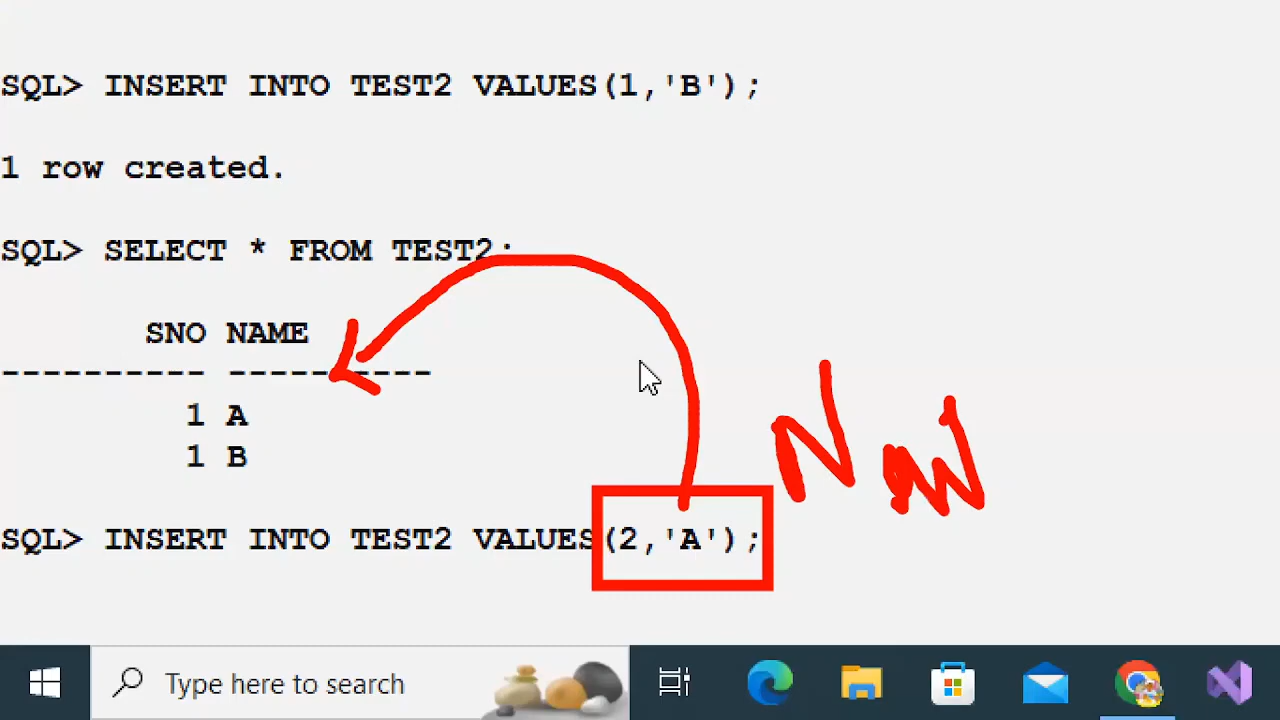 SQL> INSERT INTO TEST2 VALUES(1,'B');
1 row created.
SQL> SELECT * FROM TEST2;
SNO NAME
---------- ----------
1 A
1 B
SQL> INSERT INTO TEST2 VALUES(2,'A');
Type here to search